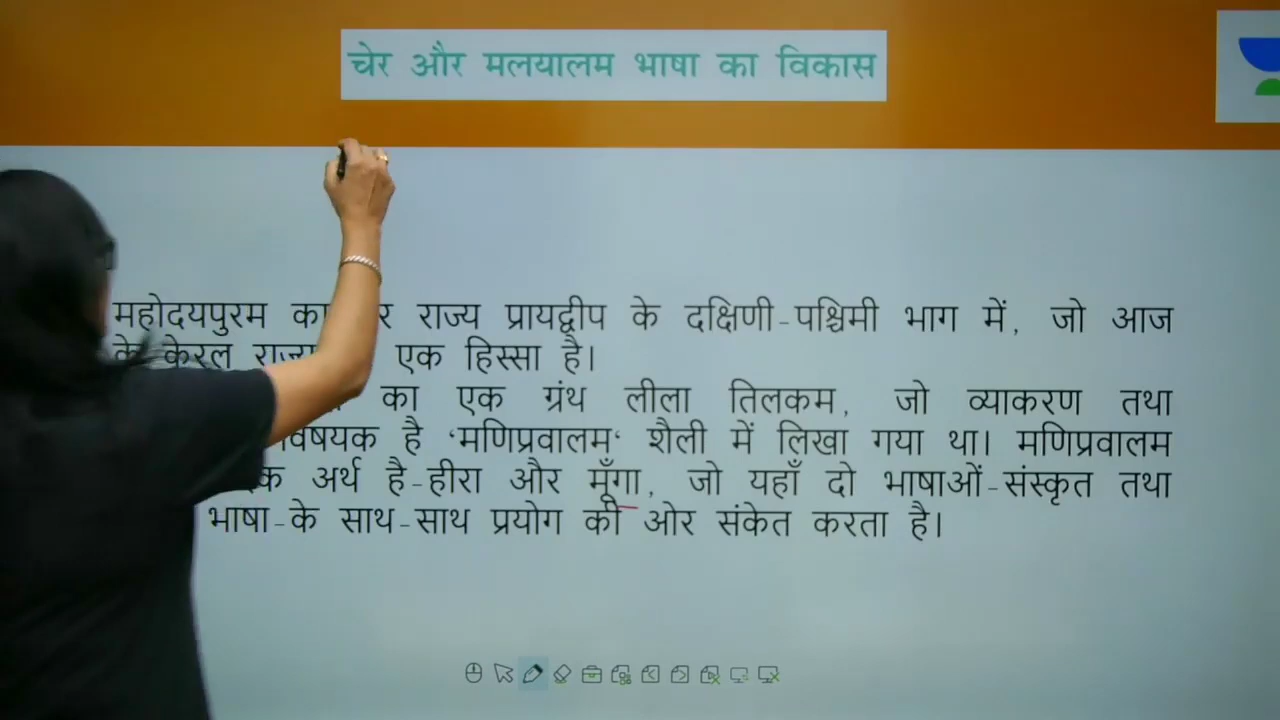 चेर और मलयालम भाषा का विकास
महोदयपुरम का राज्य प्रायद्वीप के दक्षिणी-पश्चिमी भाग में, जो आज
के केरल एक हिस्सा है।
का एक ग्रंथ लीला तिलकम, जो व्याकरण तथा
है ‘मणिप्रवालम‘ शैली में लिखा गया था। मणिप्रवालम
अर्थ है-हीरा और मूँगा, जो यहाँ दो भाषाओं-संस्कृत तथा
भाषा-के साथ-साथ प्रयोग की ओर संकेत करता है।